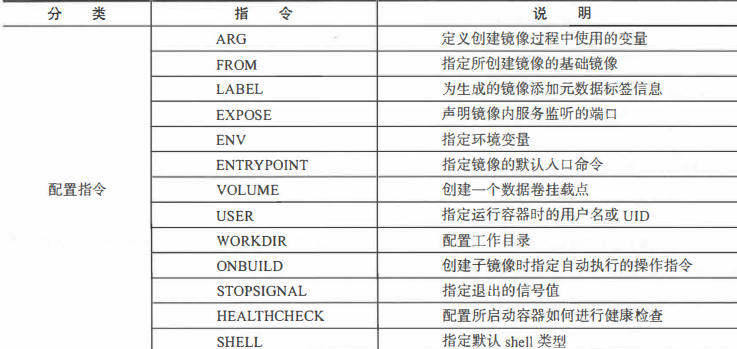 分 类 指 令 说 明
ARG 定义创建镜像过程中使用的变量
FROM 指定所创建镜像的基础镜像
LABEL 为生成的镜像添加元数据标签信息
EXPOSE 声明镜像内服务监听的端口
ENV 指定环境变量
ENTRYPOINT 指定镜像的默认入口命令
配置指令 VOLUME 创建一个数据卷挂载点
USER 指定运行容器时的用户名或 UID
WORKDIR 配置工作目录
ONBUILD 创建子镜像时指定自动执行的操作指令
STOPSIGNAL 指定退出的信号值
HEALTHCHECK 配置所启动容器如何进行健康检查
SHELL 指定默认 shell 类型